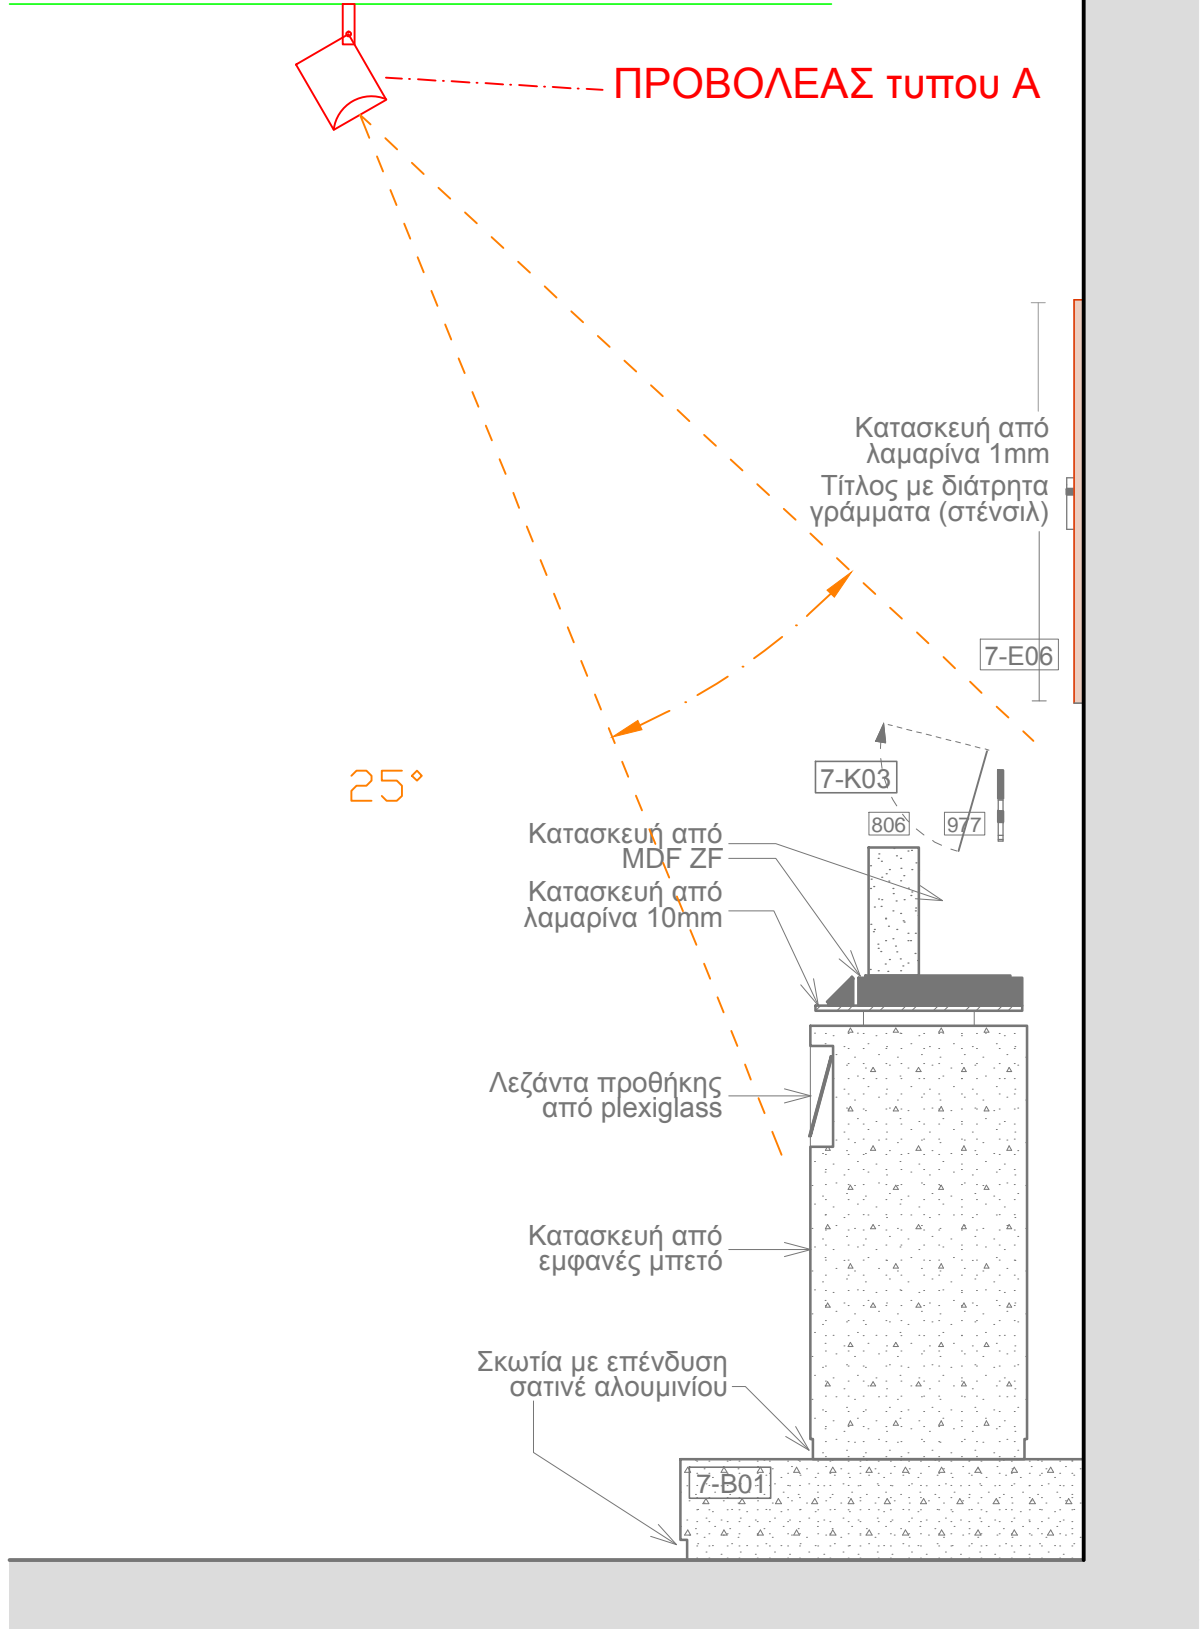 ΠΡΟΒΟΛΕΑΣ τυπου Α
Κατασκευή από
λαμαρίνα 1mm
Τίτλος με διάτρητα
γράμματα (στένσιλ)
7-E06
25°
7-K03
806
977
Κατασκευή από
MDF ZF
Κατασκευή από
λαμαρίνα 10mm
Λεζάντα προθήκης
από plexiglass
Κατασκευή από
εμφανές μπετό
Σκωτία με επένδυση
σατινέ αλουμινίου
7-B01